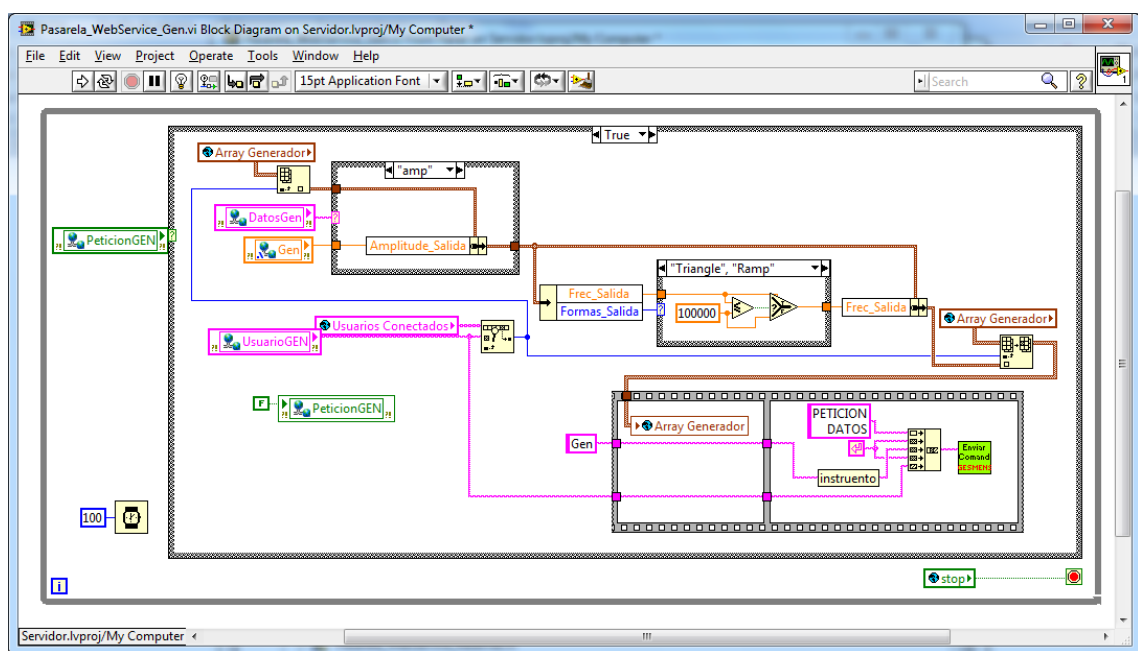 Pasarela_WebService_Gen.vi Block Diagram on Servidor.lvproj/My Computer *
File Edit View Project Operate Tools Window Help
15pt Application Font
Search
1
True
Array Generador
"amp"
DatosGen
PeticionGEN
Gen
Amplitude_Salida
"Triangle", "Ramp"
Frec_Salida
Formas_Salida
100000
Frec_Salida
Usuarios Conectados
UsuarioGEN
Array Generador
F
PeticionGEN
Array Generador
Gen
PETICION
DATOS
instruento
Enviar
Comand
GESMENS
100
i
stop
Servidor.lvproj/My Computer